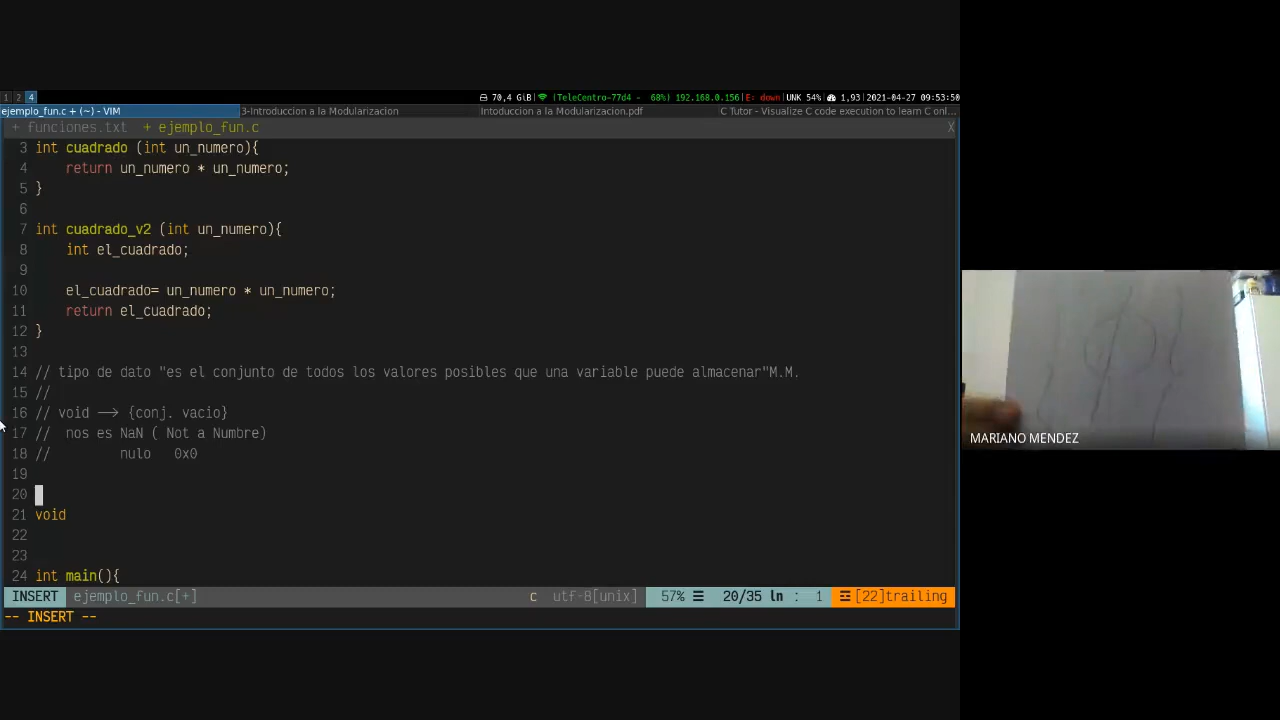 1 2 4
70,4 GiB| |(TeleCentro-77d4 - 68%) 192.168.0.156|E: down|UNK 54%| 1,93|2021-04-27 09:53:50
ejemplo_fun.c + (~) - VIM
3-Introduccion a la Modularizacion
Intoduccion a la Modularizacion.pdf
C Tutor - Visualize C code execution to learn C onl...
+ funciones.txt + ejemplo_fun.c X
3 int cuadrado (int un_numero){
4 return un_numero * un_numero;
5 }
6
7 int cuadrado_v2 (int un_numero){
8 int el_cuadrado;
9
10 el_cuadrado= un_numero * un_numero;
11 return el_cuadrado;
12 }
13
14 // tipo de dato "es el conjunto de todos los valores posibles que una variable puede almacenar"M.M.
15 //
16 // void --> {conj. vacio}
17 // nos es NaN ( Not a Numbre)
18 // nulo 0x0
19
20
21 void
22
23
24 int main(){
INSERT ejemplo_fun.c[+] c utf-8[unix] 57% ☰ 20/35 ln : 1 ☲ [22]trailing
-- INSERT --
MARIANO MENDEZ